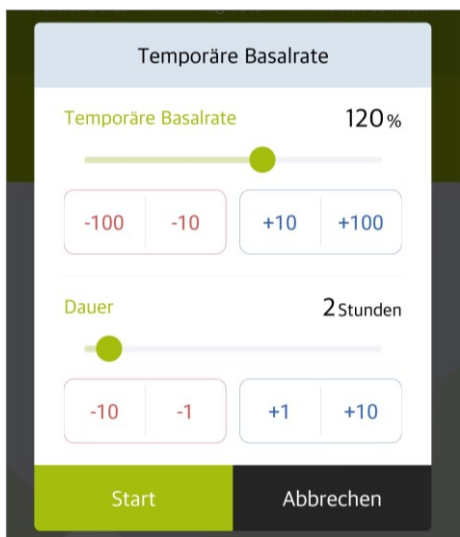 Temporäre Basalrate
Temporäre Basalrate 120%
-100 -10 +10 +100
Dauer 2 Stunden
-10 -1 +1 +10
Start Abbrechen